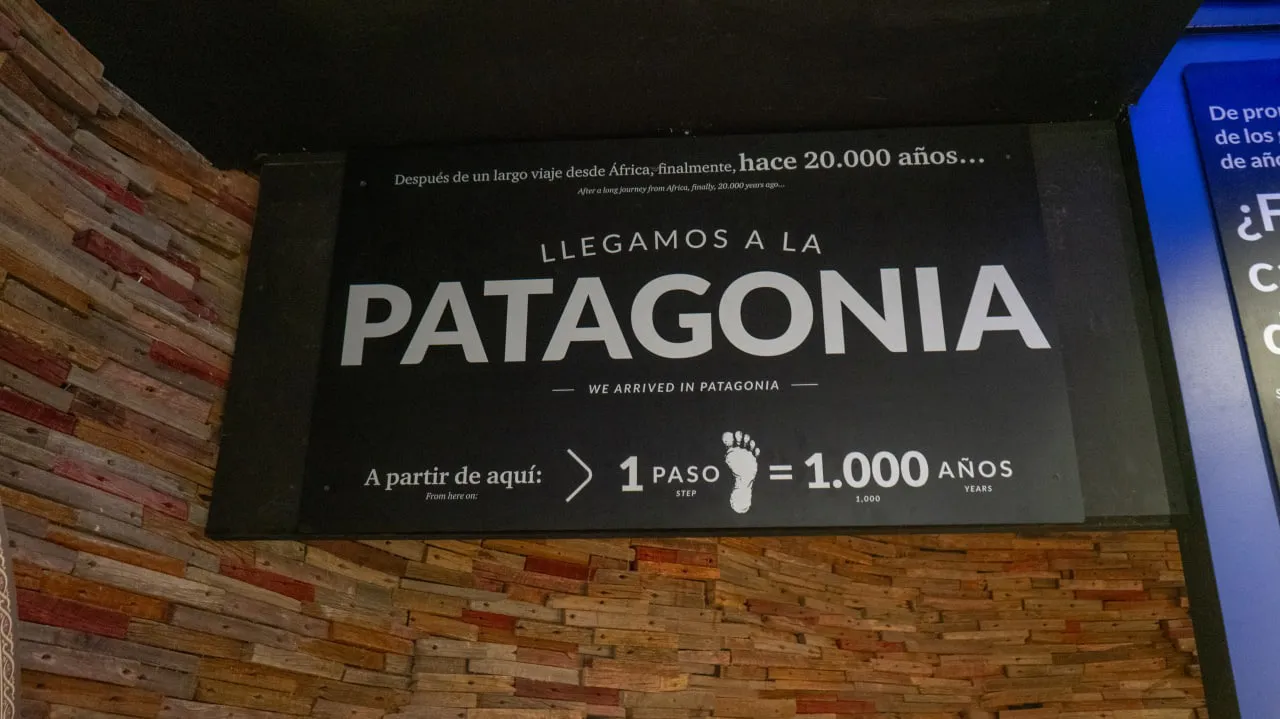 Después de un largo viaje desde África, finalmente, hace 20.000 años...
After a long journey from Africa, finally, 20.000 years ago...
LLEGAMOS A LA
PATAGONIA
WE ARRIVED IN PATAGONIA
A partir de aquí: 1 PASO = 1.000 AÑOS
From here on: STEP 1,000 YEARS
De
de los
de